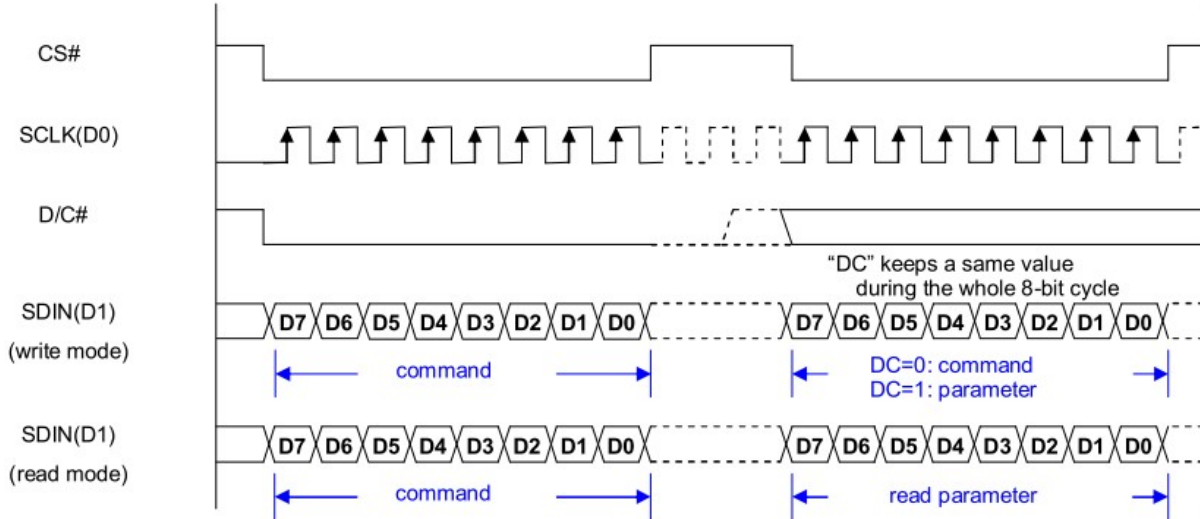 CS#
SCLK(D0)
D/C#
“DC” keeps a same value
during the whole 8-bit cycle
SDIN(D1)
(write mode)
D7 D6 D5 D4 D3 D2 D1 D0
D7 D6 D5 D4 D3 D2 D1 D0
command
DC=0: command
DC=1: parameter
SDIN(D1)
(read mode)
D7 D6 D5 D4 D3 D2 D1 D0
D7 D6 D5 D4 D3 D2 D1 D0
command
read parameter